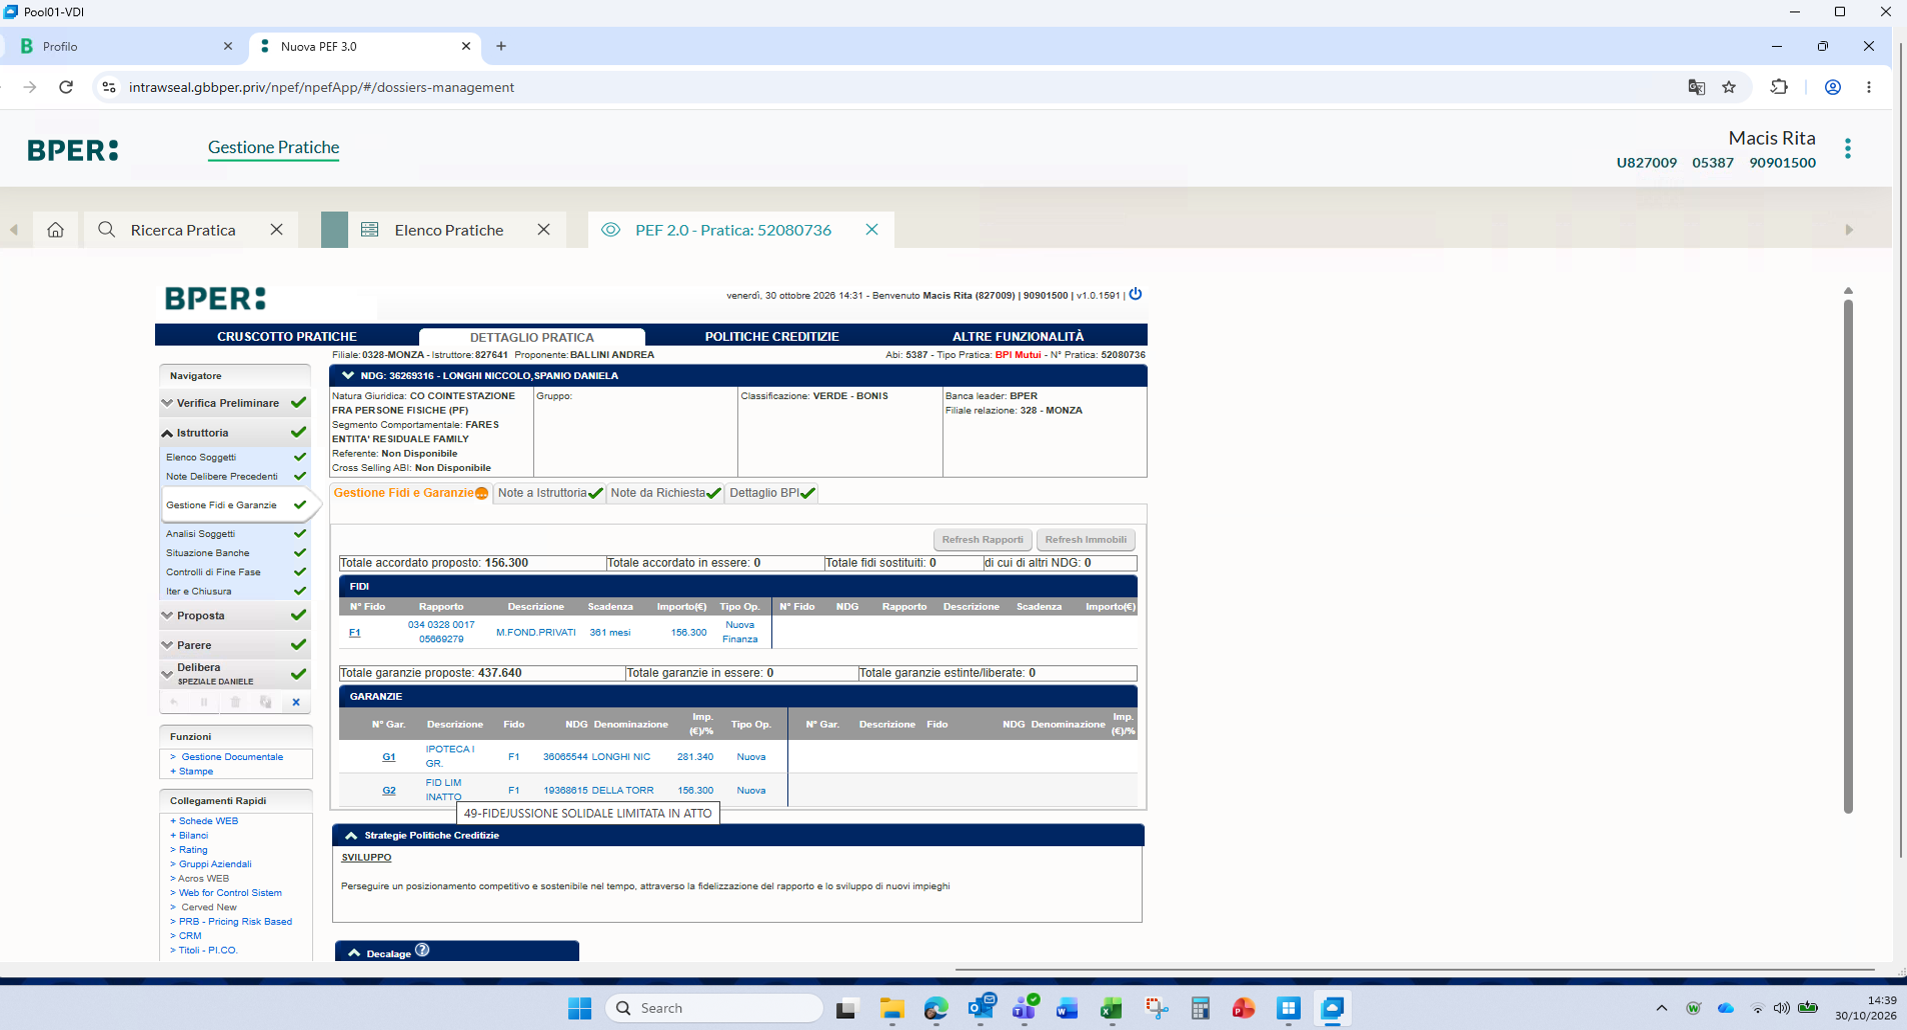 Pool01-VDI
Profilo
Nuova PEF 3.0
intrawseal.gbbper.priv/npef/npefApp/#/dossiers-management
BPER:
Gestione Pratiche
Macis Rita
U827009 05387 90901500
Ricerca Pratica
Elenco Pratiche
PEF 2.0 - Pratica: 52080736
BPER:
venerdì, 30 ottobre 2026 14:31 - Benvenuto Macis Rita (827009) | 90901500 | v1.0.1591 |
CRUSCOTTO PRATICHE
DETTAGLIO PRATICA
POLITICHE CREDITIZIE
ALTRE FUNZIONALITÀ
Filiale: 0328-MONZA - Istruttore: 827641 Proponente: BALLINI ANDREA
Abi: 5387 - Tipo Pratica: BPI Mutui - N° Pratica: 52080736
Navigatore
Verifica Preliminare
Istruttoria
Elenco Soggetti
Note Delibere Precedenti
Gestione Fidi e Garanzie
Analisi Soggetti
Situazione Banche
Controlli di Fine Fase
Iter e Chiusura
Proposta
Parere
Delibera
SPEZIALE DANIELE
Funzioni
> Gestione Documentale
+ Stampe
Collegamenti Rapidi
+ Schede WEB
+ Bilanci
> Rating
> Gruppi Aziendali
> Acros WEB
> Web for Control Sistem
> Cerved New
> PRB - Pricing Risk Based
> CRM
> Titoli - PI.CO.
NDG: 36269316 - LONGHI NICCOLO,SPANIO DANIELA
Natura Giuridica: CO COINTESTAZIONE
FRA PERSONE FISICHE (PF)
Segmento Comportamentale: FARES
ENTITA' RESIDUALE FAMILY
Referente: Non Disponibile
Cross Selling ABI: Non Disponibile
Gruppo:
Classificazione: VERDE - BONIS
Banca leader: BPER
Filiale relazione: 328 - MONZA
Gestione Fidi e Garanzie
Note a Istruttoria
Note da Richiesta
Dettaglio BPI
Refresh Rapporti
Refresh Immobili
Totale accordato proposto: 156.300
Totale accordato in essere: 0
Totale fidi sostituiti: 0
di cui di altri NDG: 0
FIDI
N° Fido Rapporto Descrizione Scadenza Importo(€) Tipo Op. N° Fido NDG Rapporto Descrizione Scadenza Importo(€)
F1 034 0328 0017 05669279 M.FOND.PRIVATI 361 mesi 156.300 Nuova Finanza
Totale garanzie proposte: 437.640
Totale garanzie in essere: 0
Totale garanzie estinte/liberate: 0
GARANZIE
N° Gar. Descrizione Fido NDG Denominazione Imp. (€)/% Tipo Op. N° Gar. Descrizione Fido NDG Denominazione Imp. (€)/%
G1 IPOTECA I GR. F1 36065544 LONGHI NIC 281.340 Nuova
G2 FID LIM INATTO F1 19368615 DELLA TORR 156.300 Nuova
49-FIDEJUSSIONE SOLIDALE LIMITATA IN ATTO
Strategie Politiche Creditizie
SVILUPPO
Perseguire un posizionamento competitivo e sostenibile nel tempo, attraverso la fidelizzazione del rapporto e lo sviluppo di nuovi impieghi
Decalage
Search
14:39
30/10/2026